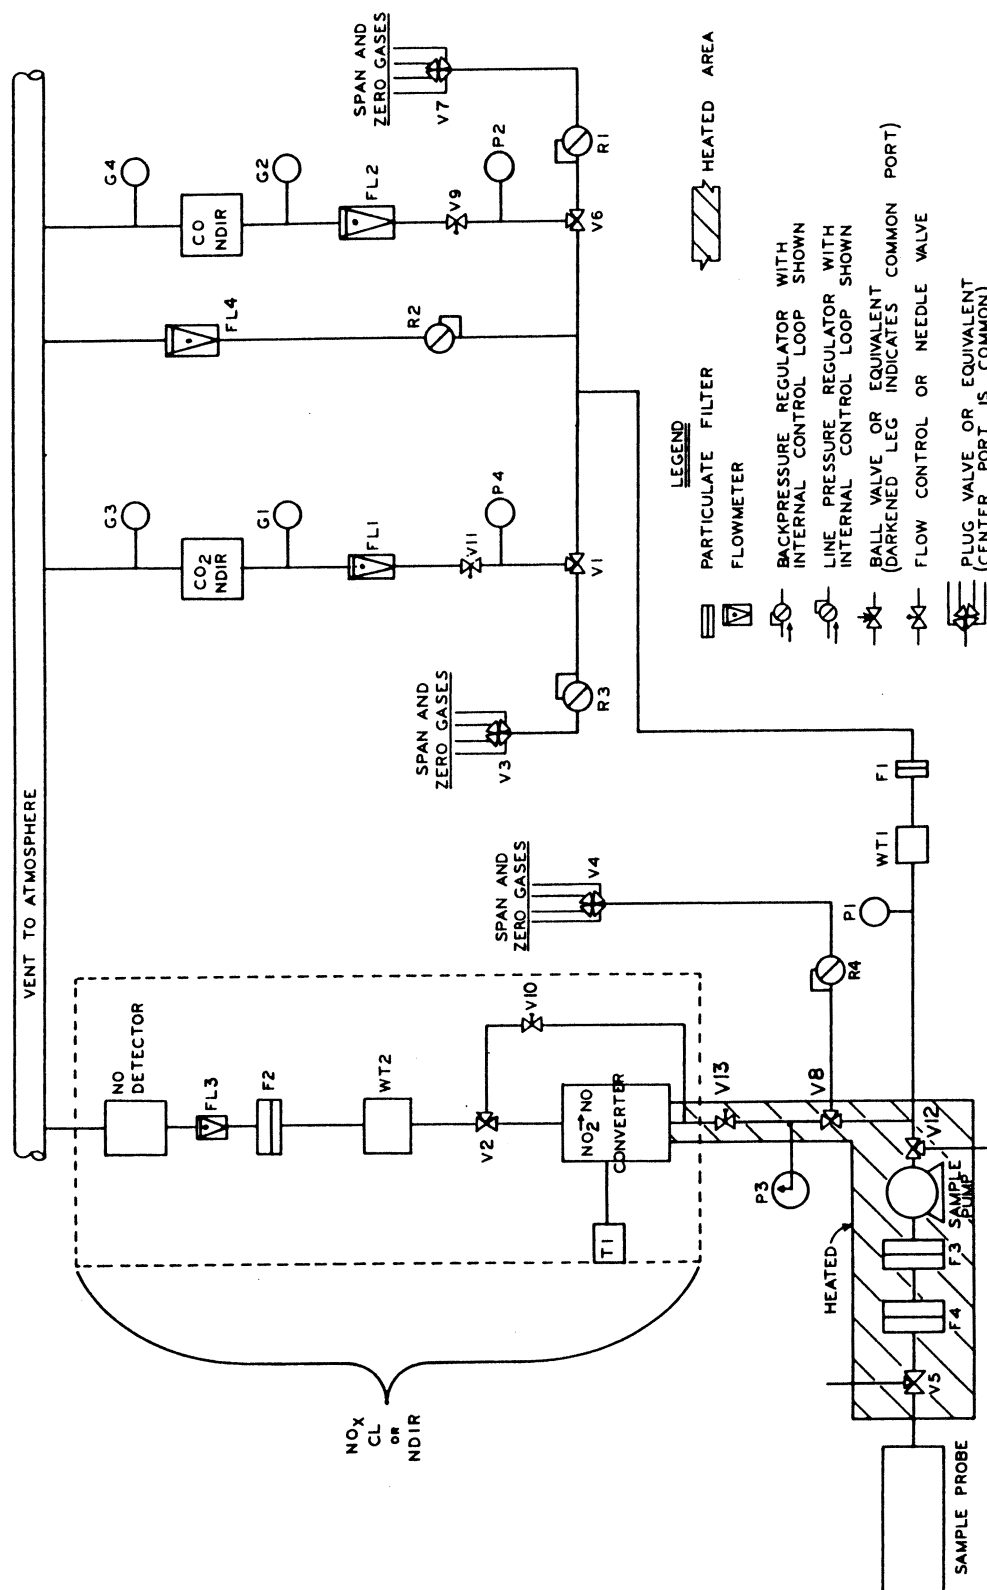 VENT TO ATMOSPHERE
NO
DETECTOR
FL3
F2
WT2
V2
V10
NO2→NO
CONVERTER
T1
NOX
CL
OR
NDIR
V13
P3
V8
R4
SPAN AND
ZERO GASES
V4
HEATED
V12
SAMPLE
PUMP
F3
F4
V5
SAMPLE PROBE
P1
WT1
F1
G3
CO2
NDIR
G1
FL1
V11
P4
V1
R3
SPAN AND
ZERO GASES
V3
FL4
R2
G4
CO
NDIR
G2
FL2
V9
P2
V6
R1
SPAN AND
ZERO GASES
V7
LEGEND
PARTICULATE FILTER
FLOWMETER
BACKPRESSURE REGULATOR WITH
INTERNAL CONTROL LOOP SHOWN
LINE PRESSURE REGULATOR WITH
INTERNAL CONTROL LOOP SHOWN
BALL VALVE OR EQUIVALENT
(DARKENED LEG INDICATES COMMON PORT)
FLOW CONTROL OR NEEDLE VALVE
PLUG VALVE OR EQUIVALENT
(CENTER PORT IS COMMON)
HEATED AREA